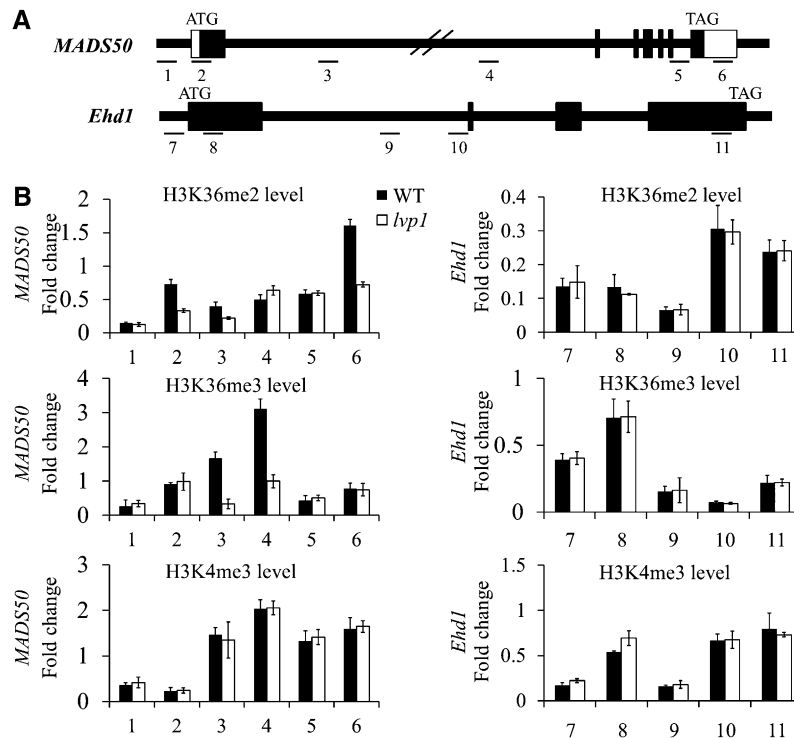 A
ATG TAG
MADS50
1 2 3 4 5 6
ATG TAG
Ehd1
7 8 9 10 11
B
H3K36me2 level
WT
lvp1
MADS50
Fold change
2
1.5
1
0.5
0
1 2 3 4 5 6
H3K36me2 level
Ehd1
Fold change
0.4
0.3
0.2
0.1
0
7 8 9 10 11
H3K36me3 level
MADS50
Fold change
4
3
2
1
0
1 2 3 4 5 6
H3K36me3 level
Ehd1
Fold change
1
0.5
0
7 8 9 10 11
H3K4me3 level
MADS50
Fold change
3
2
1
0
1 2 3 4 5 6
H3K4me3 level
Ehd1
Fold change
1.5
1
0.5
0
7 8 9 10 11